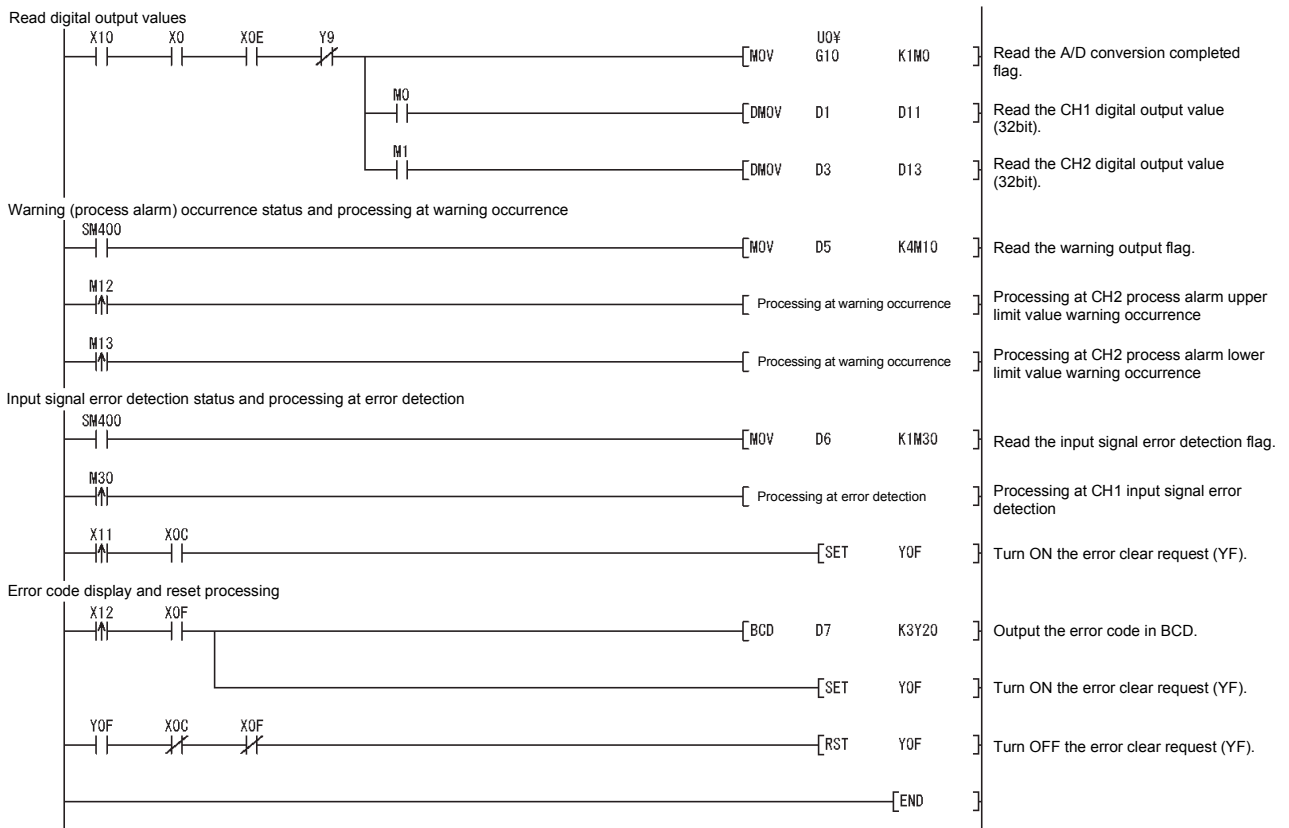 Read digital output values
X10 X0 X0E Y9
MOV U0¥ G10 K1M0 Read the A/D conversion completed
flag.
M0
DMOV D1 D11 Read the CH1 digital output value
(32bit).
M1
DMOV D3 D13 Read the CH2 digital output value
(32bit).
Warning (process alarm) occurrence status and processing at warning occurrence
SM400
MOV D5 K4M10 Read the warning output flag.
M12
Processing at warning occurrence Processing at CH2 process alarm upper
limit value warning occurrence
M13
Processing at warning occurrence Processing at CH2 process alarm lower
limit value warning occurrence
Input signal error detection status and processing at error detection
SM400
MOV D6 K1M30 Read the input signal error detection flag.
M30
Processing at error detection Processing at CH1 input signal error
detection
X11 X0C
SET Y0F Turn ON the error clear request (YF).
Error code display and reset processing
X12 X0F
BCD D7 K3Y20 Output the error code in BCD.
SET Y0F Turn ON the error clear request (YF).
Y0F X0C X0F
RST Y0F Turn OFF the error clear request (YF).
END